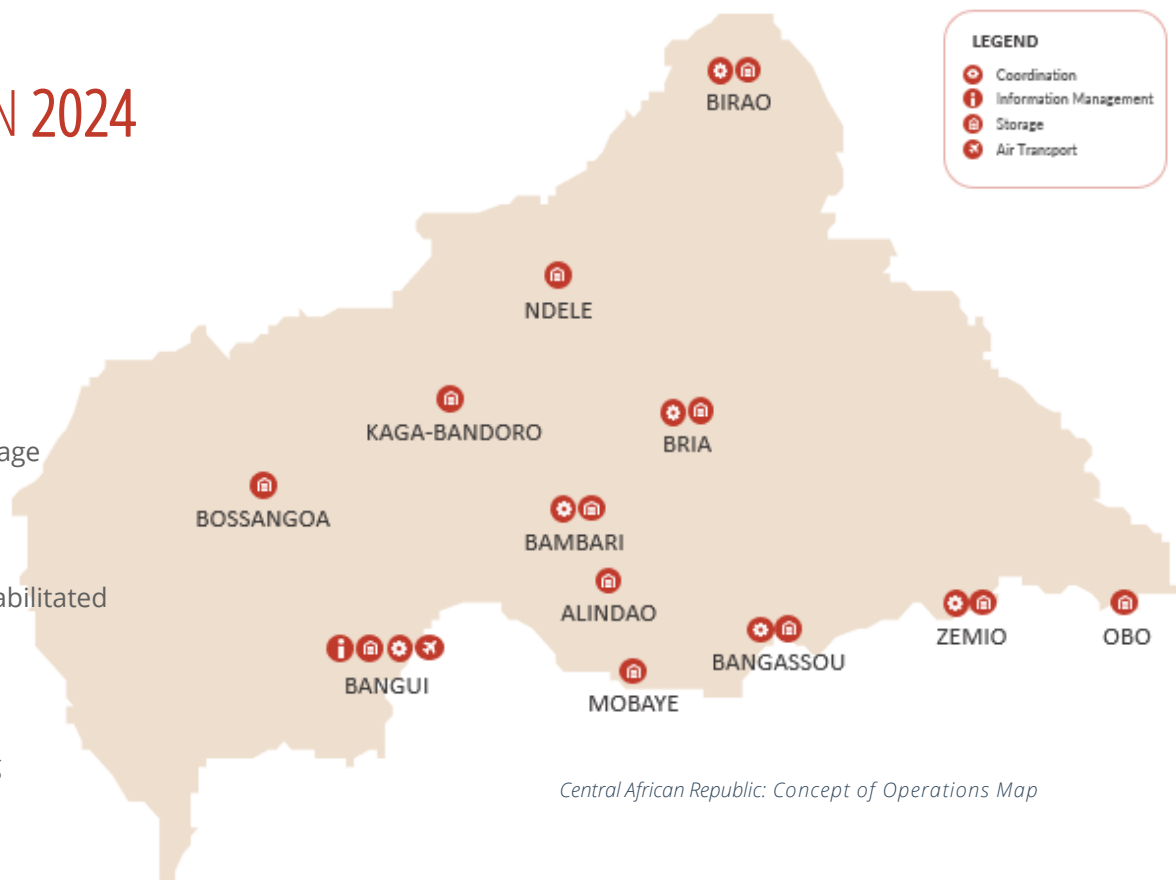 N 2024
LEGEND
Coordination
Information Management
Storage
Air Transport
BIRAO
NDELE
KAGA-BANDORO
BRIA
age
BOSSANGOA
BAMBARI
abilitated
ALINDAO
ZEMIO
OBO
BANGASSOU
BANGUI
MOBAYE
Central African Republic: Concept of Operations Map